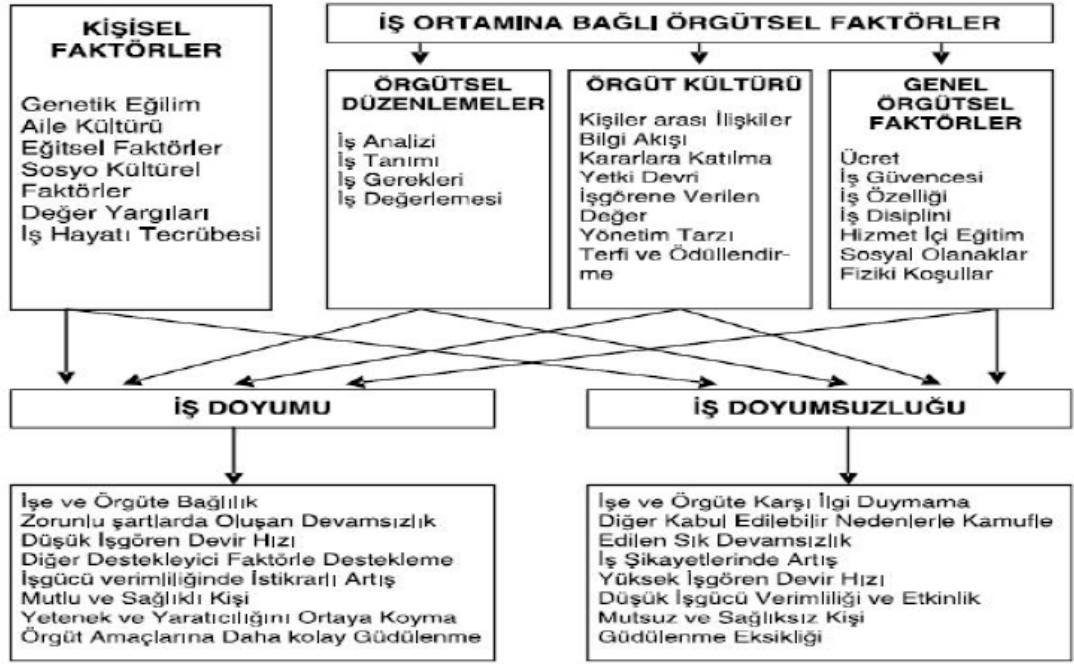 KİŞİSEL
FAKTÖRLER
Genetik Eğilim
Aile Kültürü
Eğitsel Faktörler
Sosyo Kültürel
Faktörler
Değer Yargıları
İş Hayatı Tecrübesi
İŞ ORTAMINA BAĞLI ÖRGÜTSEL FAKTÖRLER
ÖRGÜTSEL
DÜZENLEMELER
İş Analizi
İş Tanımı
İş Gerekleri
İş Değerlemesi
ÖRGÜT KÜLTÜRÜ
Kişiler arası İlişkiler
Bilgi Akışı
Kararlara Katılma
Yetki Devri
İşgörene Verilen
Değer
Yönetim Tarzı
Terfi ve Ödüllendir-
me
GENEL
ÖRGÜTSEL
FAKTÖRLER
Ücret
İş Güvencesi
İş Özelliği
İş Disiplini
Hizmet İçi Eğitim
Sosyal Olanaklar
Fiziki Koşullar
İŞ DOYUMU
İŞ DOYUMSUZLUĞU
İşe ve Örgüte Bağlılık
Zorunlu şartlarda Oluşan Devamsızlık
Düşük İşgören Devir Hızı
Diğer Destekleyici Faktörle Destekleme
İşgücü verimliliğinde İstikrarlı Artış
Mutlu ve Sağlıklı Kişi
Yetenek ve Yaratıcılığını Ortaya Koyma
Örgüt Amaçlarına Daha kolay Güdülenme
İşe ve Örgüte Karşı İlgi Duymama
Diğer Kabul Edilebilir Nedenlerle Kamufle
Edilen Sık Devamsızlık
İş Şikayetlerinde Artış
Yüksek İşgören Devir Hızı
Düşük İşgücü Verimliliği ve Etkinlik
Mutsuz ve Sağlıksız Kişi
Güdülenme Eksikliği